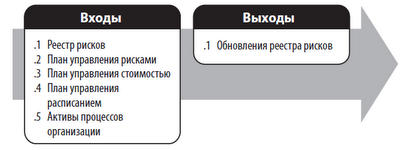 Входы
.1 Реестр рисков
.2 План управления рисками
.3 План управления стоимостью
.4 План управления
расписанием
.5 Активы процессов
организации
Выходы
.1 Обновления реестра рисков